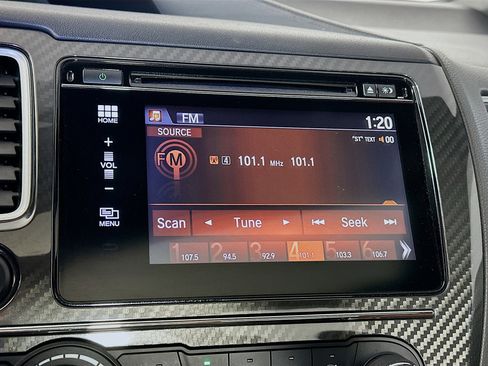 FM 1:20
HOME
SOURCE "ST" TEXT 00
FM 4 101.1 MHz 101.1
+
VOL
−
MENU
Scan Tune Seek
1 107.5 2 94.5 3 92.9 4 101.1 5 103.3 6 106.7